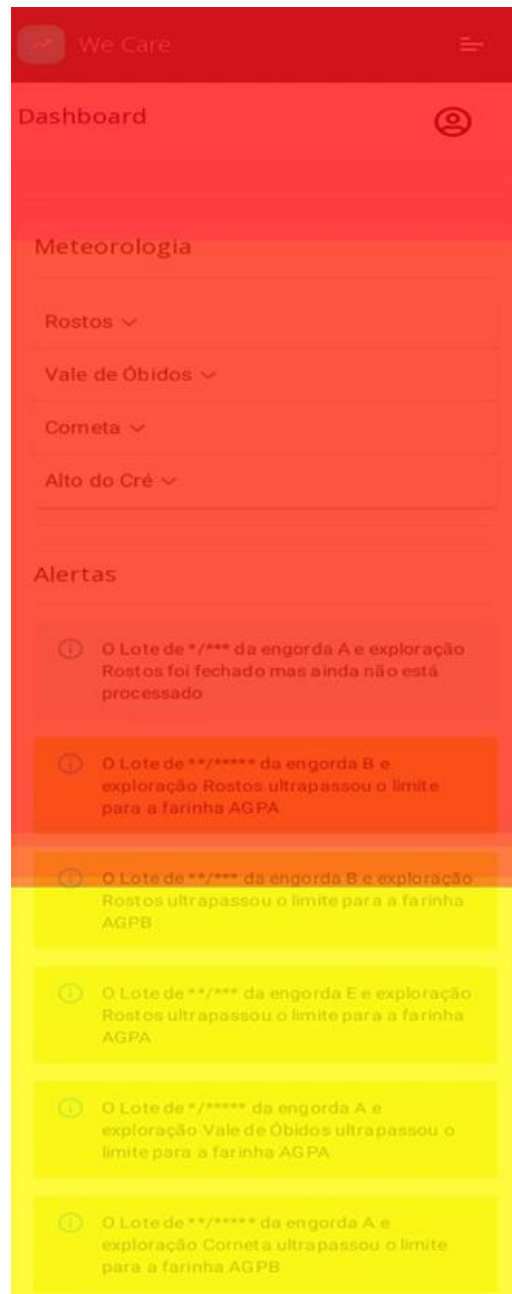 We Care
Dashboard
Meteorologia
Rostos
Vale de Óbidos
Corneta
Alto do Cré
Alertas
O Lote de */*** da engorda A e exploração
Rostos foi fechado mas ainda não está
processado
O Lote de **/***** da engorda B e
exploração Rostos ultrapassou o limite
para a farinha AGPA
O Lote de **/*** da engorda B e exploração
Rostos ultrapassou o limite para a farinha
AGPB
O Lote de **/*** da engorda E e exploração
Rostos ultrapassou o limite para a farinha
AGPA
O Lote de */***** da engorda A e
exploração Vale de Óbidos ultrapassou o
limite para a farinha AGPA
O Lote de **/***** da engorda A e
exploração Corneta ultrapassou o limite
para a farinha AGPB